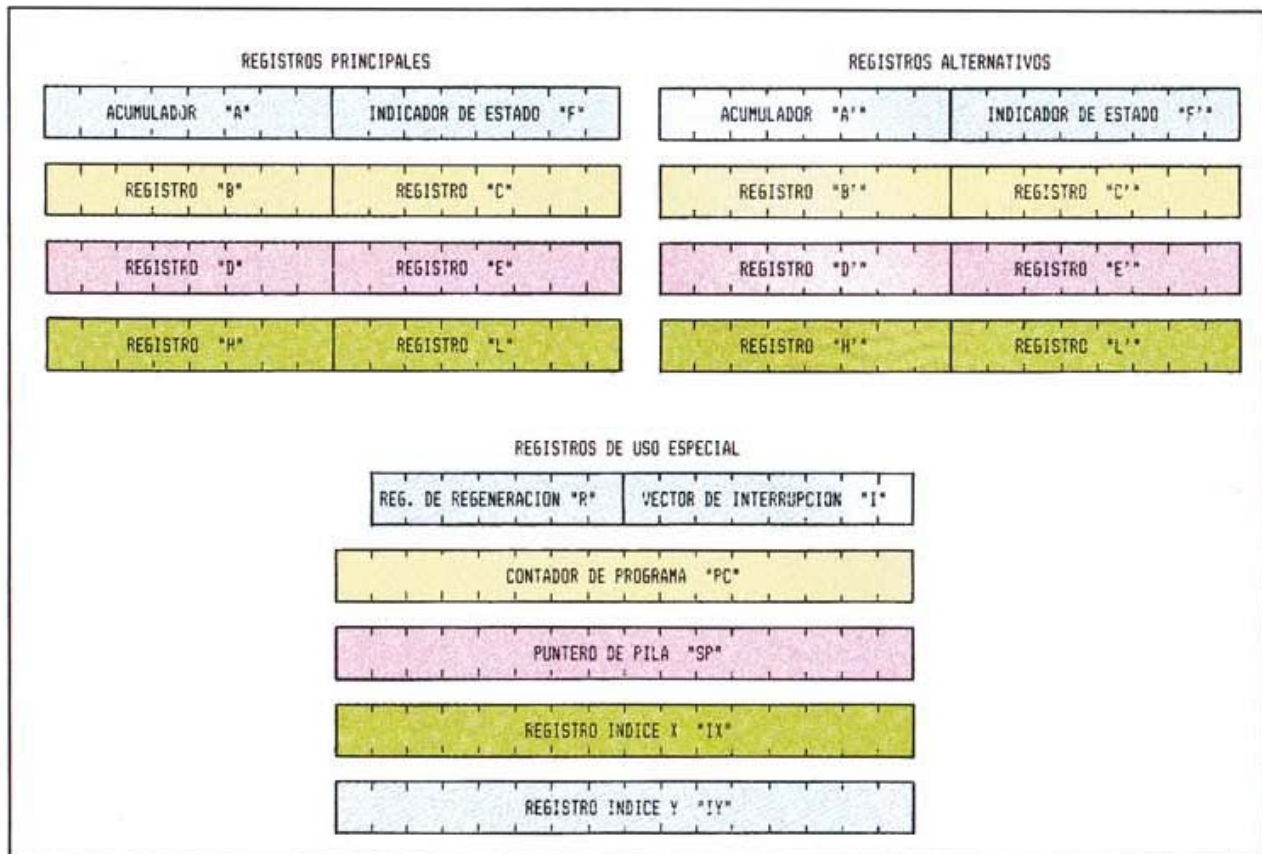 REGISTROS PRINCIPALES
ACUMULADOR "A" INDICADOR DE ESTADO "F"
REGISTRO "B" REGISTRO "C"
REGISTRO "D" REGISTRO "E"
REGISTRO "H" REGISTRO "L"
REGISTROS ALTERNATIVOS
ACUMULADOR "A'" INDICADOR DE ESTADO "F'"
REGISTRO "B'" REGISTRO "C'"
REGISTRO "D'" REGISTRO "E'"
REGISTRO "H'" REGISTRO "L'"
REGISTROS DE USO ESPECIAL
REG. DE REGENERACION "R" VECTOR DE INTERRUPCION "I"
CONTADOR DE PROGRAMA "PC"
PUNTERO DE PILA "SP"
REGISTRO INDICE X "IX"
REGISTRO INDICE Y "IY"